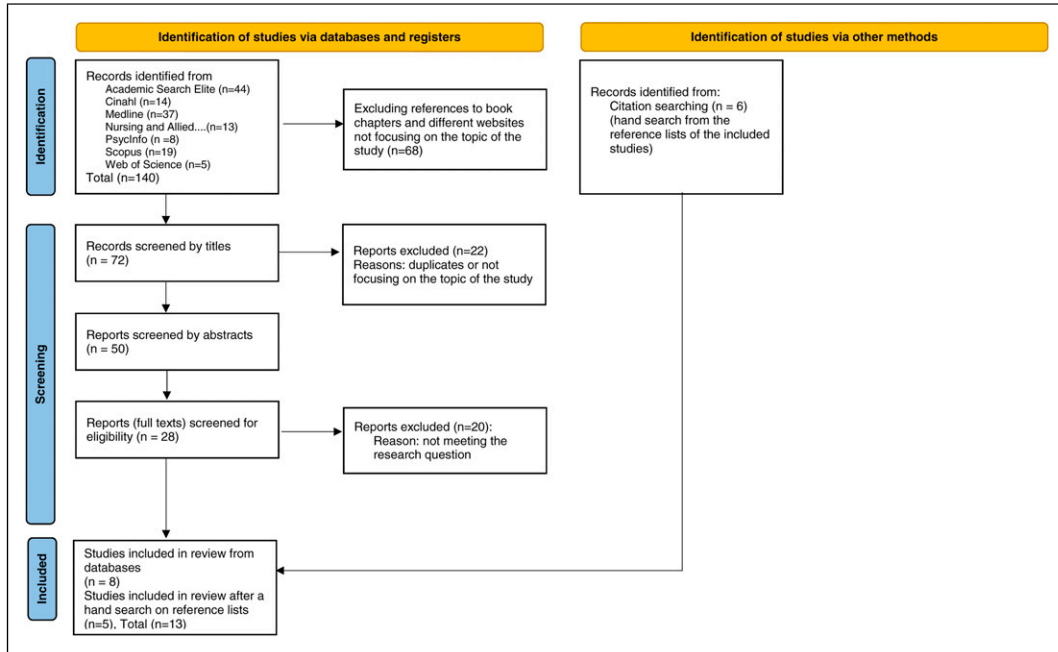 Identification of studies via databases and registers
Identification of studies via other methods
Identification
Records identified from
Academic Search Elite (n=44)
Cinahl (n=14)
Medline (n=37)
Nursing and Allied....(n=13)
PsycInfo (n =8)
Scopus (n=19)
Web of Science (n=5)
Total (n=140)
Excluding references to book
chapters and different websites
not focusing on the topic of the
study (n=68)
Records identified from:
Citation searching (n = 6)
(hand search from the
reference lists of the included
studies)
Screening
Records screened by titles
(n = 72)
Reports excluded (n=22)
Reasons: duplicates or not
focusing on the topic of the study
Reports screened by abstracts
(n = 50)
Reports (full texts) screened for
eligibility (n = 28)
Reports excluded (n=20):
Reason: not meeting the
research question
Included
Studies included in review from
databases
(n = 8)
Studies included in review after a
hand search on reference lists
(n=5), Total (n=13)